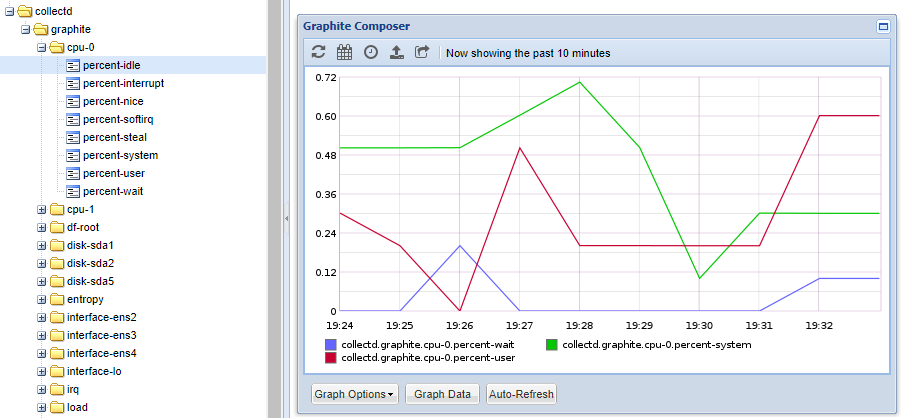 collectd
graphite
cpu-0
percent-idle
percent-interrupt
percent-nice
percent-softirq
percent-steal
percent-system
percent-user
percent-wait
cpu-1
df-root
disk-sda1
disk-sda2
disk-sda5
entropy
interface-ens2
interface-ens3
interface-ens4
interface-lo
irq
load
Graphite Composer
Now showing the past 10 minutes
0.72
0.60
0.48
0.36
0.24
0.12
0
19:24 19:25 19:26 19:27 19:28 19:29 19:30 19:31 19:32
collectd.graphite.cpu-0.percent-wait collectd.graphite.cpu-0.percent-system
collectd.graphite.cpu-0.percent-user
Graph Options Graph Data Auto-Refresh